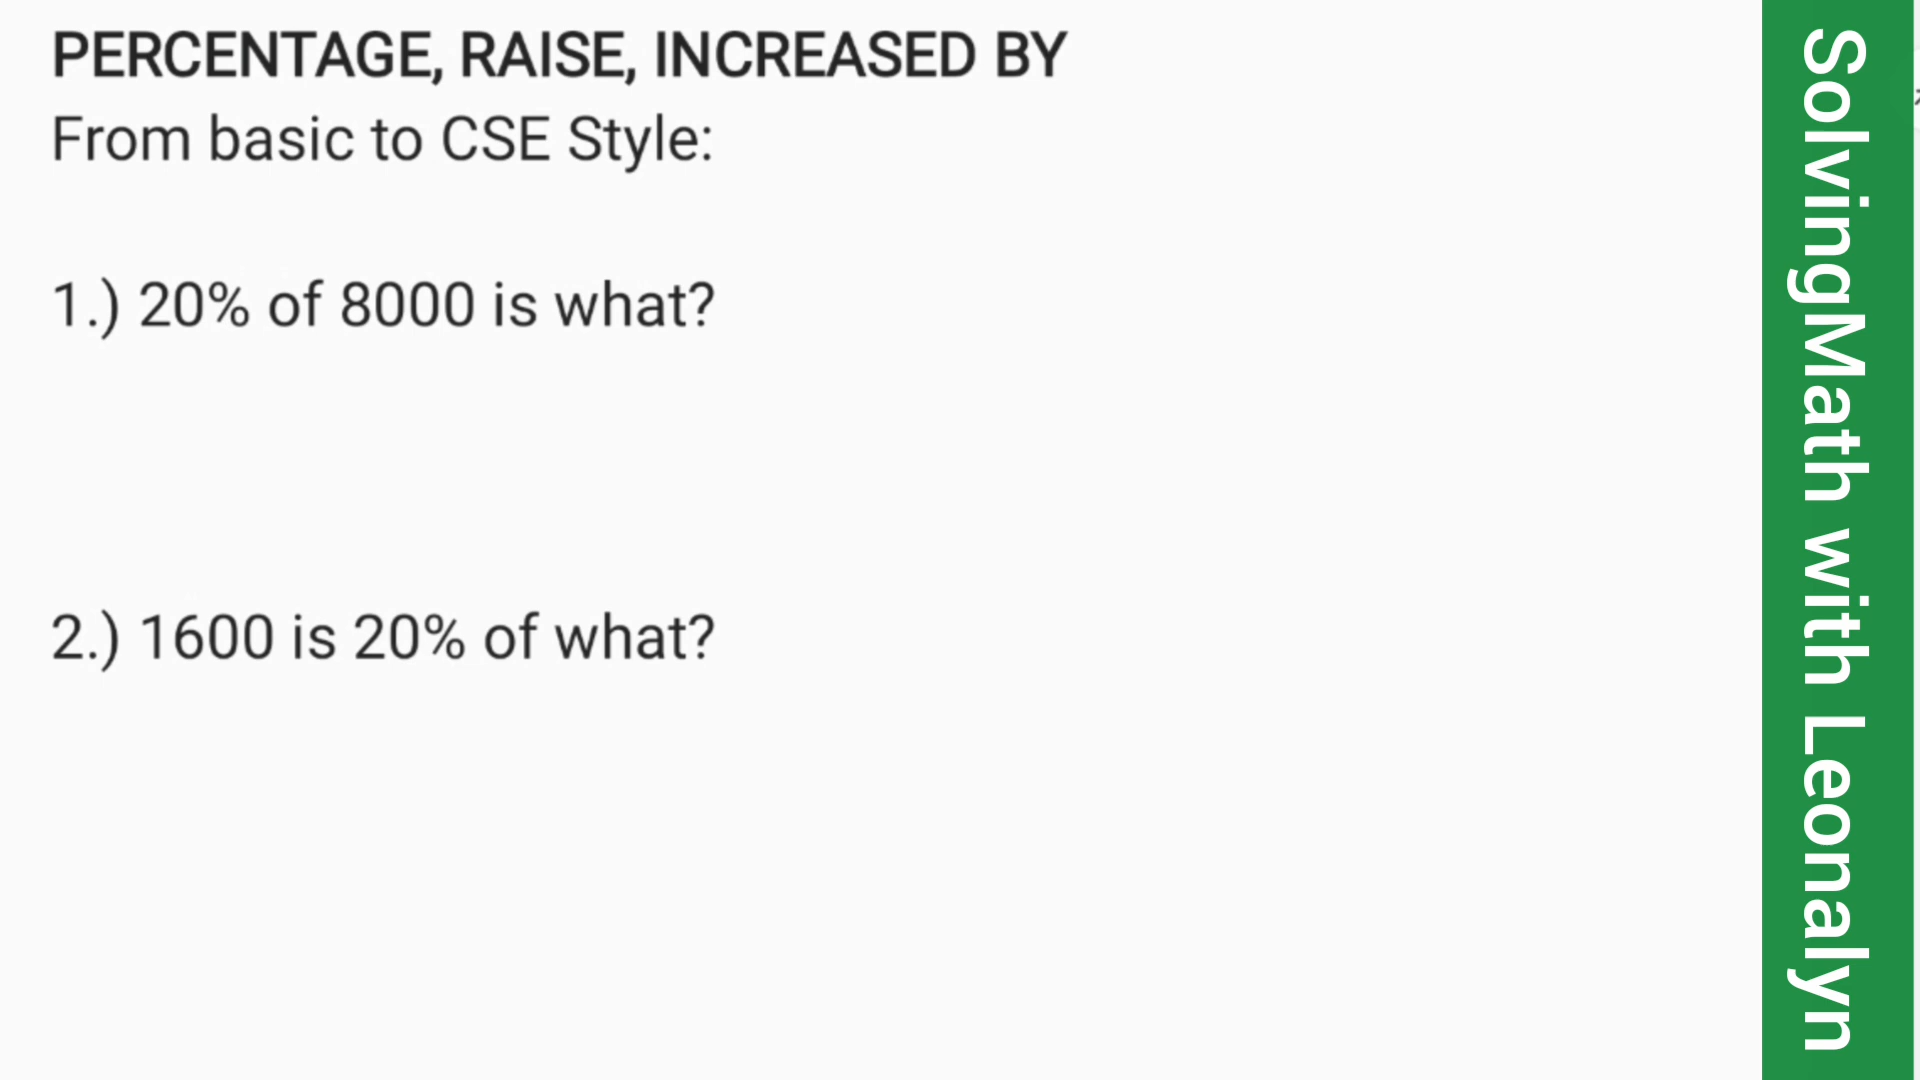 PERCENTAGE, RAISE, INCREASED BY
From basic to CSE Style:
1.) 20% of 8000 is what?
2.) 1600 is 20% of what?
SolvingMath with Leonalyn